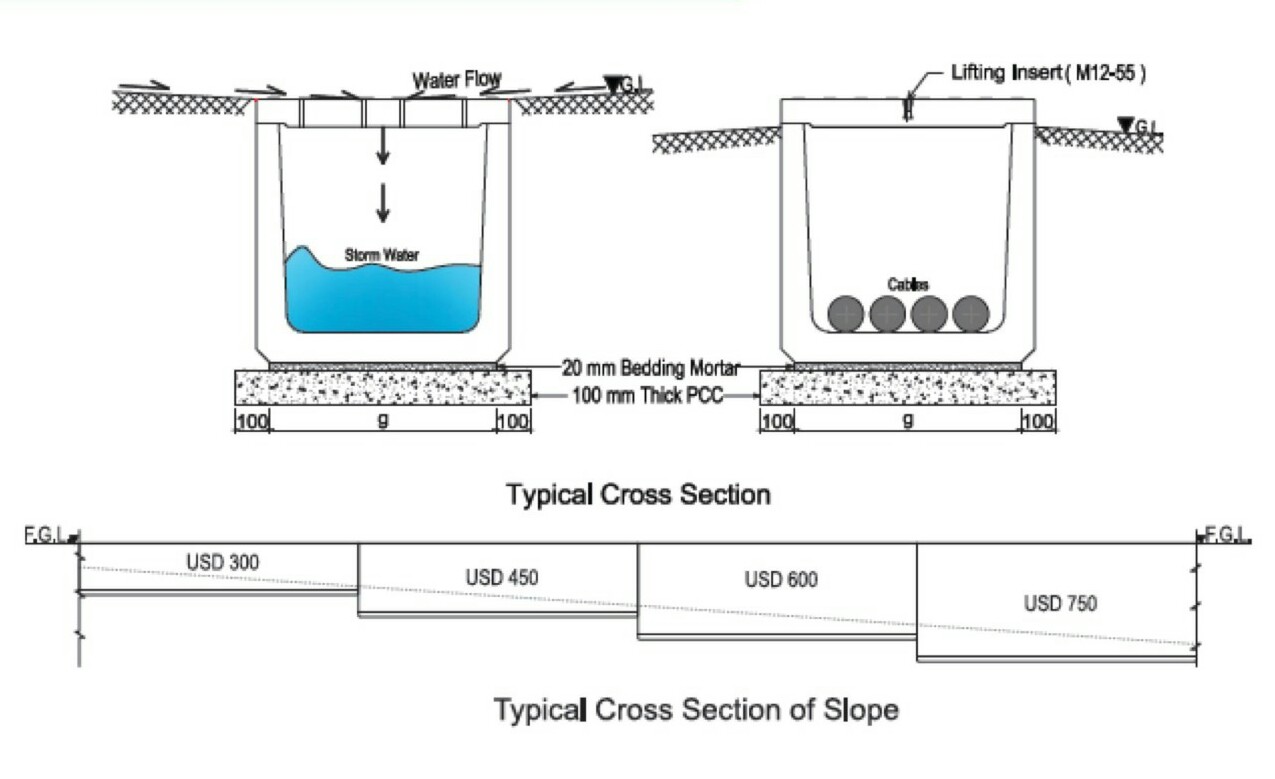 Water Flow
G.L
Lifting Insert( M12-55 )
G.L
Storm Water
Cables
20 mm Bedding Mortar
100 mm Thick PCC
100 g 100
100 g 100
Typical Cross Section
F.G.L.
F.G.L.
USD 300
USD 450
USD 600
USD 750
Typical Cross Section of Slope